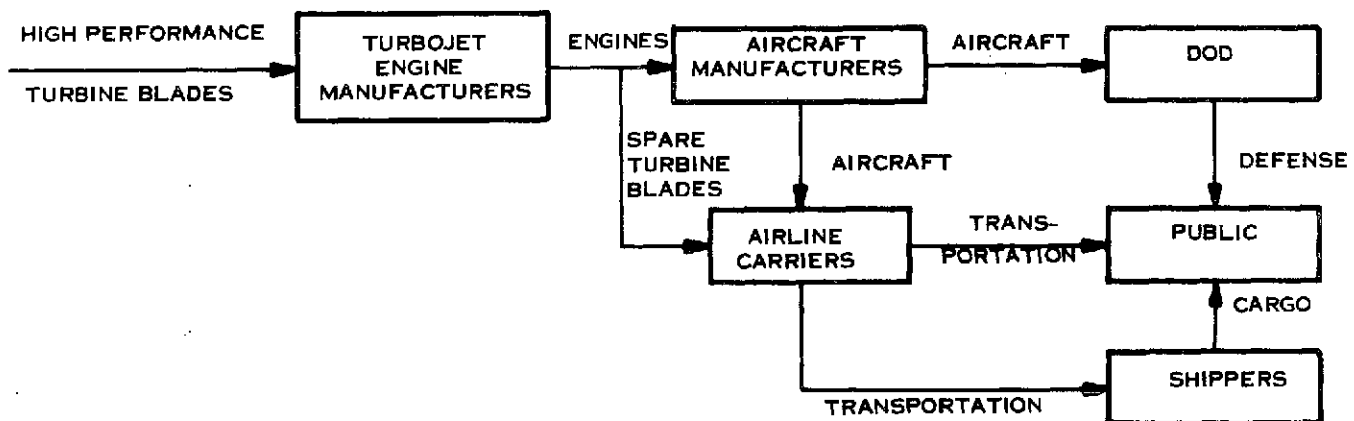 HIGH PERFORMANCE
TURBINE BLADES
TURBOJET
ENGINE
MANUFACTURERS
ENGINES
SPARE
TURBINE
BLADES
AIRCRAFT
MANUFACTURERS
AIRCRAFT
AIRCRAFT
DOD
DEFENSE
AIRLINE
CARRIERS
TRANS-
PORTATION
PUBLIC
CARGO
TRANSPORTATION
SHIPPERS